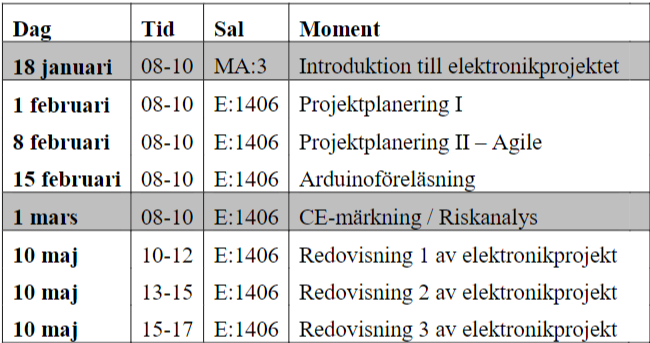 Dag Tid Sal Moment
18 januari 08-10 MA:3 Introduktion till elektronikprojektet
1 februari 08-10 E:1406 Projektplanering I
8 februari 08-10 E:1406 Projektplanering II – Agile
15 februari 08-10 E:1406 Arduinoföreläsning
1 mars 08-10 E:1406 CE-märkning / Riskanalys
10 maj 10-12 E:1406 Redovisning 1 av elektronikprojekt
10 maj 13-15 E:1406 Redovisning 2 av elektronikprojekt
10 maj 15-17 E:1406 Redovisning 3 av elektronikprojekt